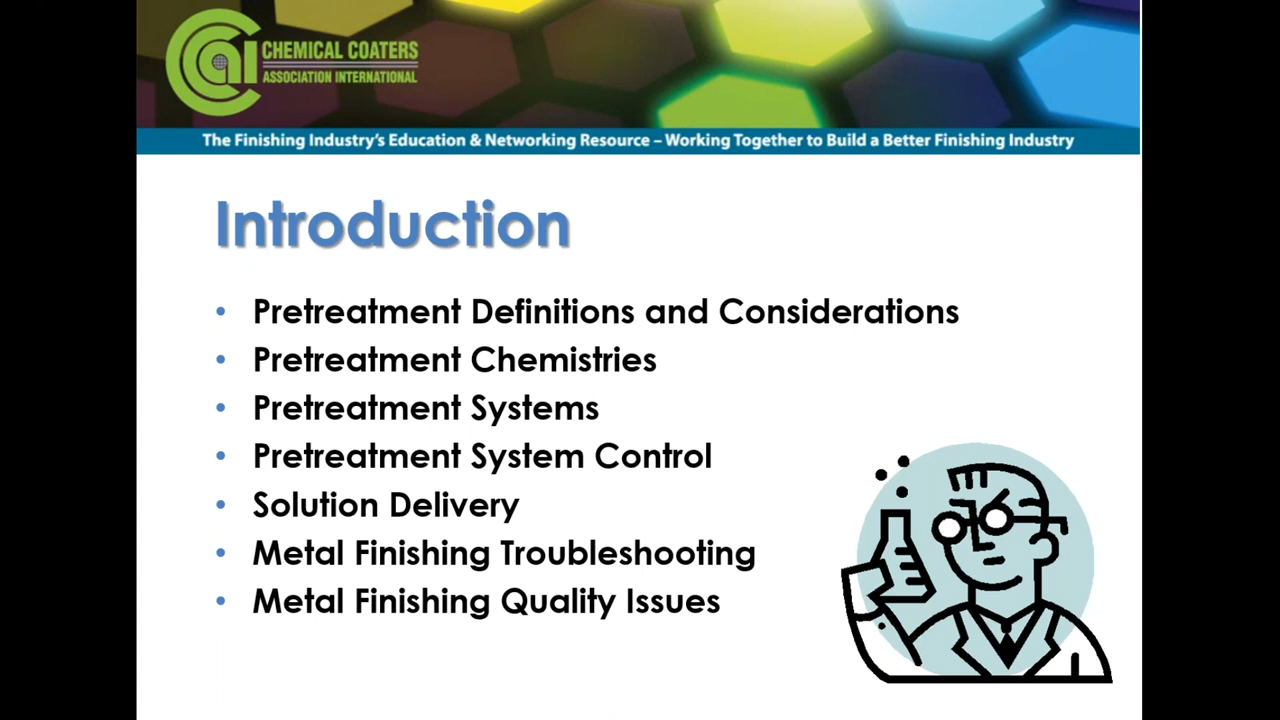 CCAI CHEMICAL COATERS
ASSOCIATION INTERNATIONAL
The Finishing Industry's Education & Networking Resource – Working Together to Build a Better Finishing Industry
Introduction
• Pretreatment Definitions and Considerations
• Pretreatment Chemistries
• Pretreatment Systems
• Pretreatment System Control
• Solution Delivery
• Metal Finishing Troubleshooting
• Metal Finishing Quality Issues